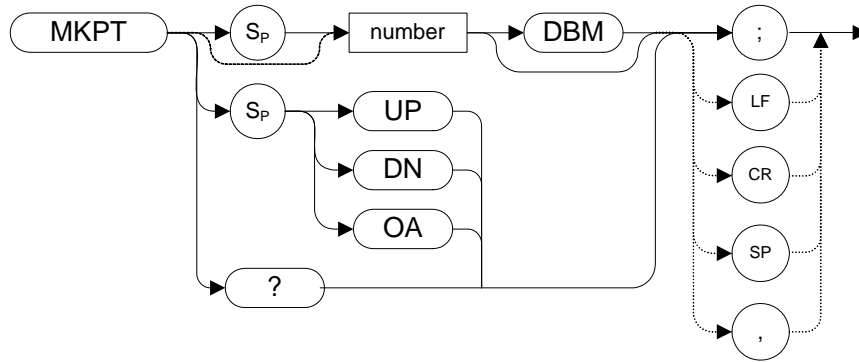 MKPT
SP
number
DBM
;
LF
SP
UP
DN
CR
OA
SP
?
,